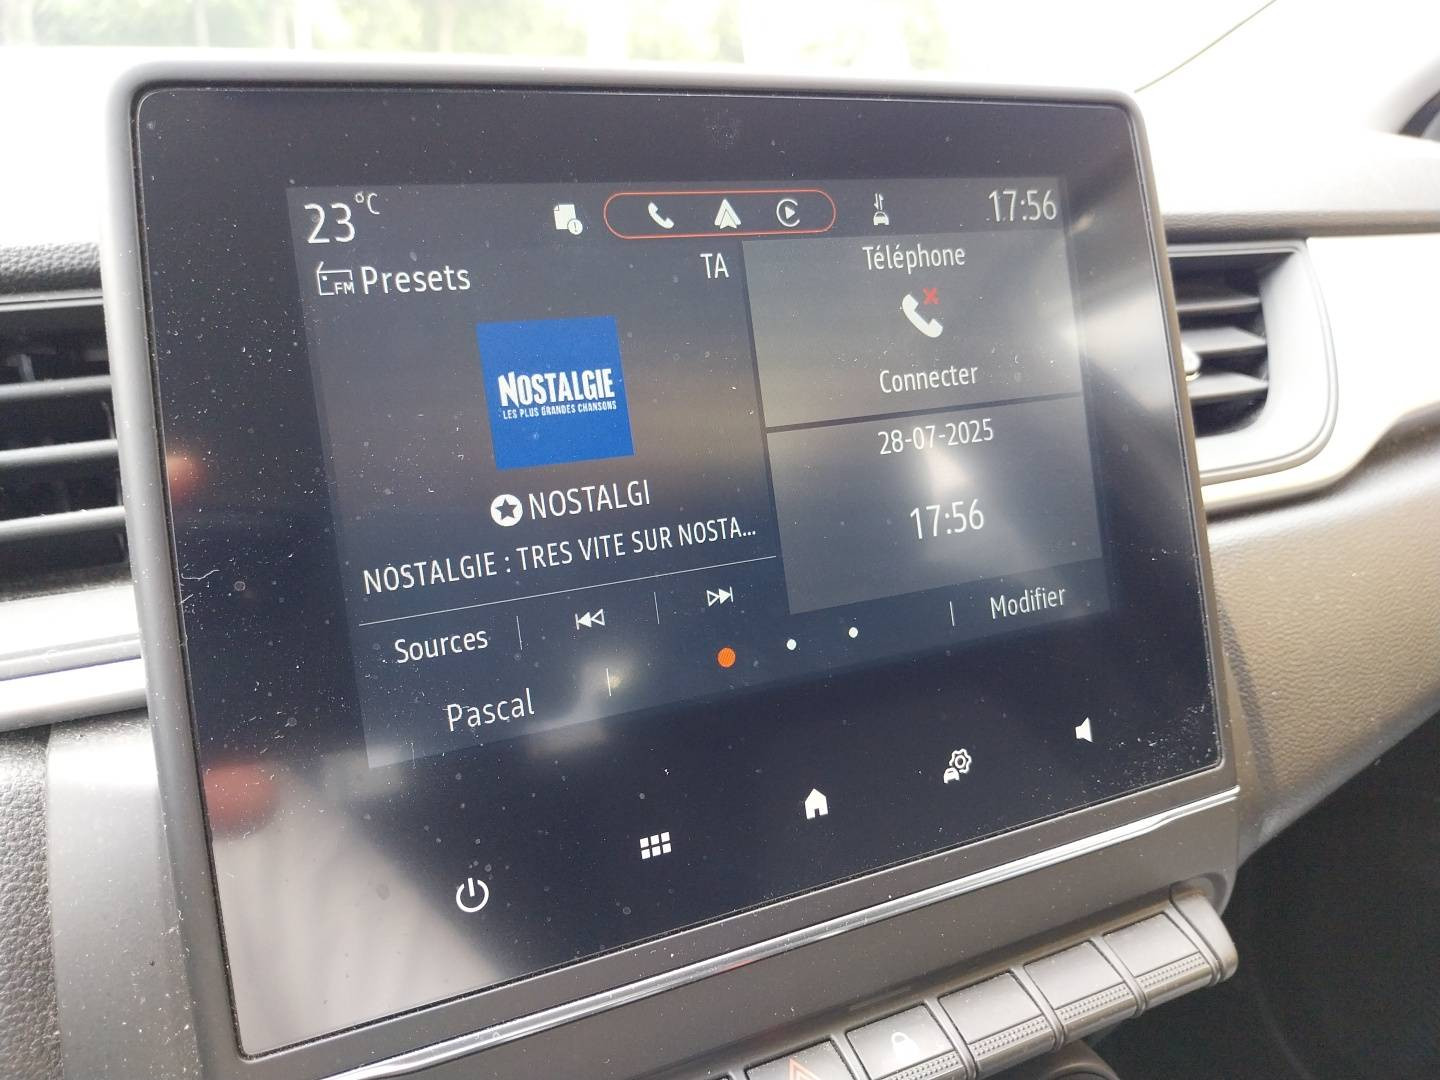 23°C
17:56
FM Presets
TA
NOSTALGIE
LES PLUS GRANDES CHANSONS
NOSTALGI
NOSTALGIE : TRES VITE SUR NOSTA...
Sources
Pascal
Téléphone
Connecter
28-07-2025
17:56
Modifier